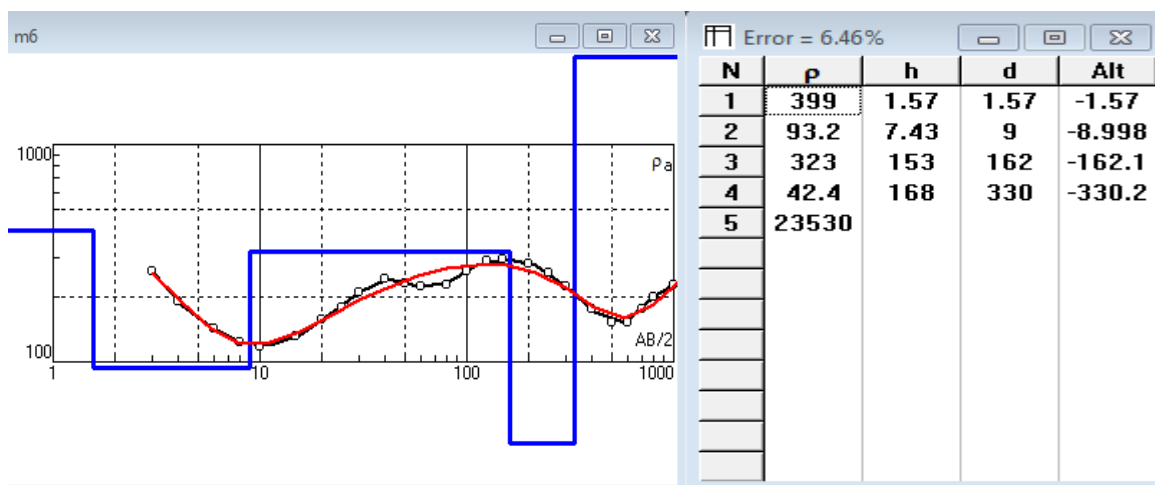 m6
1000
ρa
100
AB/2
1
10
100
1000
Error = 6.46%
N ρ h d Alt
1 399 1.57 1.57 -1.57
2 93.2 7.43 9 -8.998
3 323 153 162 -162.1
4 42.4 168 330 -330.2
5 23530